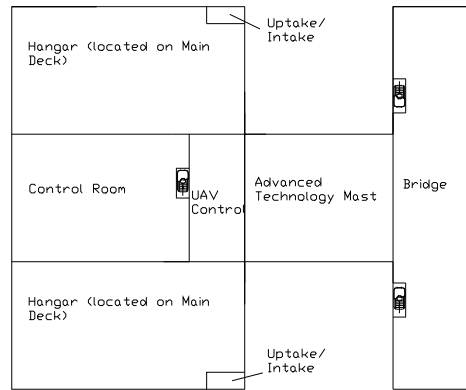 Uptake/
Intake
Hangar (located on Main
Deck)
Control Room
UAV
Control
Advanced
Technology Mast
Bridge
Hangar (located on Main
Deck)
Uptake/
Intake